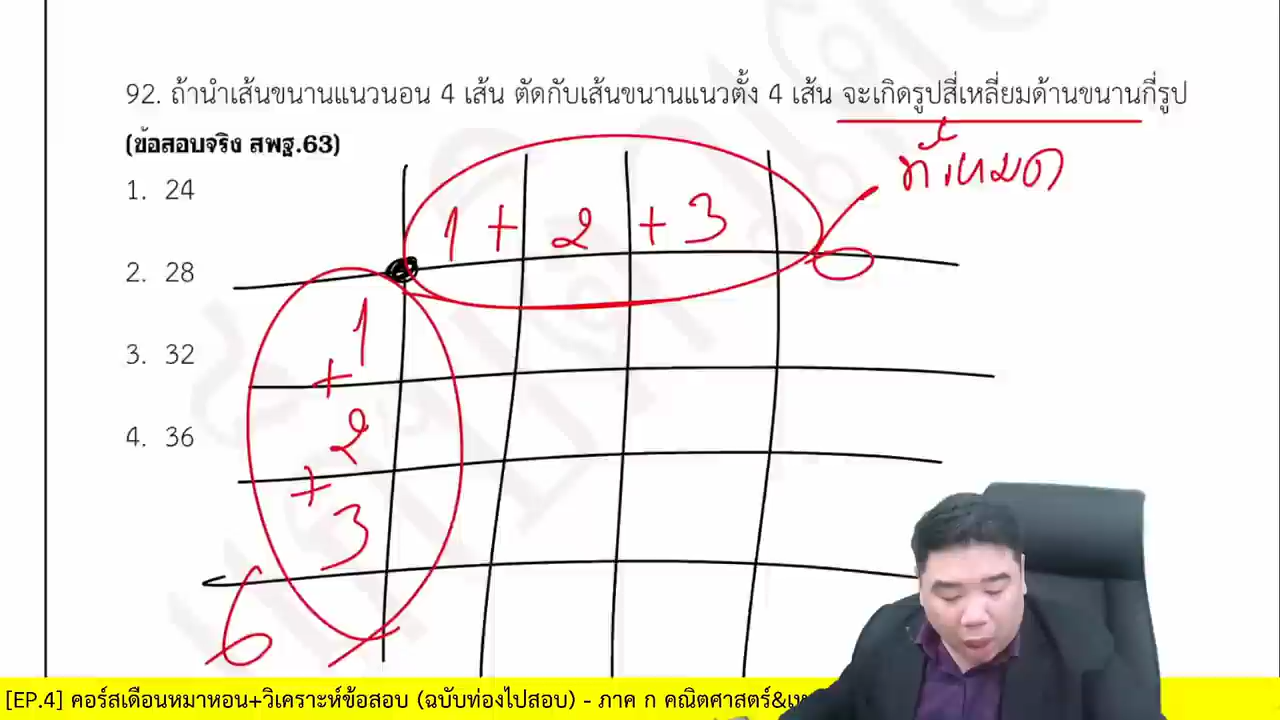 92. ถ้านำเส้นขนานแนวนอน 4 เส้น ตัดกับเส้นขนานแนวตั้ง 4 เส้น จะเกิดรูปสี่เหลี่ยมด้านขนานกี่รูป
(ข้อสอบจริง สพฐ.63)
ทั้งหมด
1. 24
1 + 2 + 3
2. 28
1
3. 32
+
2
4. 36
+
3
6
[EP.4] คอร์สเดือนหมาหอน+วิเคราะห์ข้อสอบ (ฉบับท่องไปสอบ) - ภาค ก คณิตศาสตร์&เห